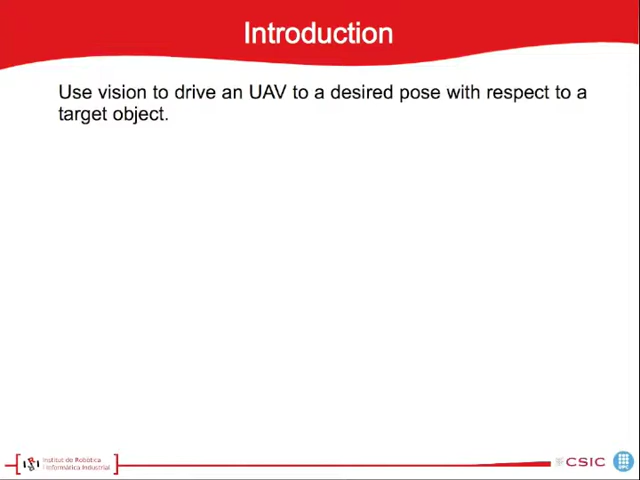 Introduction
Use vision to drive an UAV to a desired pose with respect to a
target object.
Institut de Robòtica
i Informàtica Industrial
CSIC
UPC